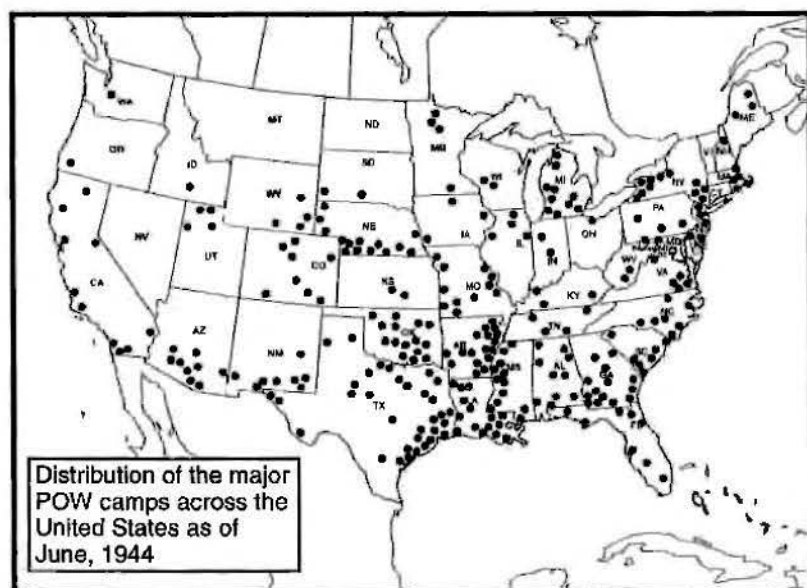 WA
MT
ND
OR
ID
SD
MN
WI
MI
ME
NY
MA
CT
WY
NE
IA
PA
NV
UT
CO
IL
IN
OH
CA
KS
MO
KY
WV
VA
MD
NC
TN
AZ
NM
OK
AR
MS
AL
GA
SC
TX
LA
Distribution of the major
POW camps across the
United States as of
June, 1944